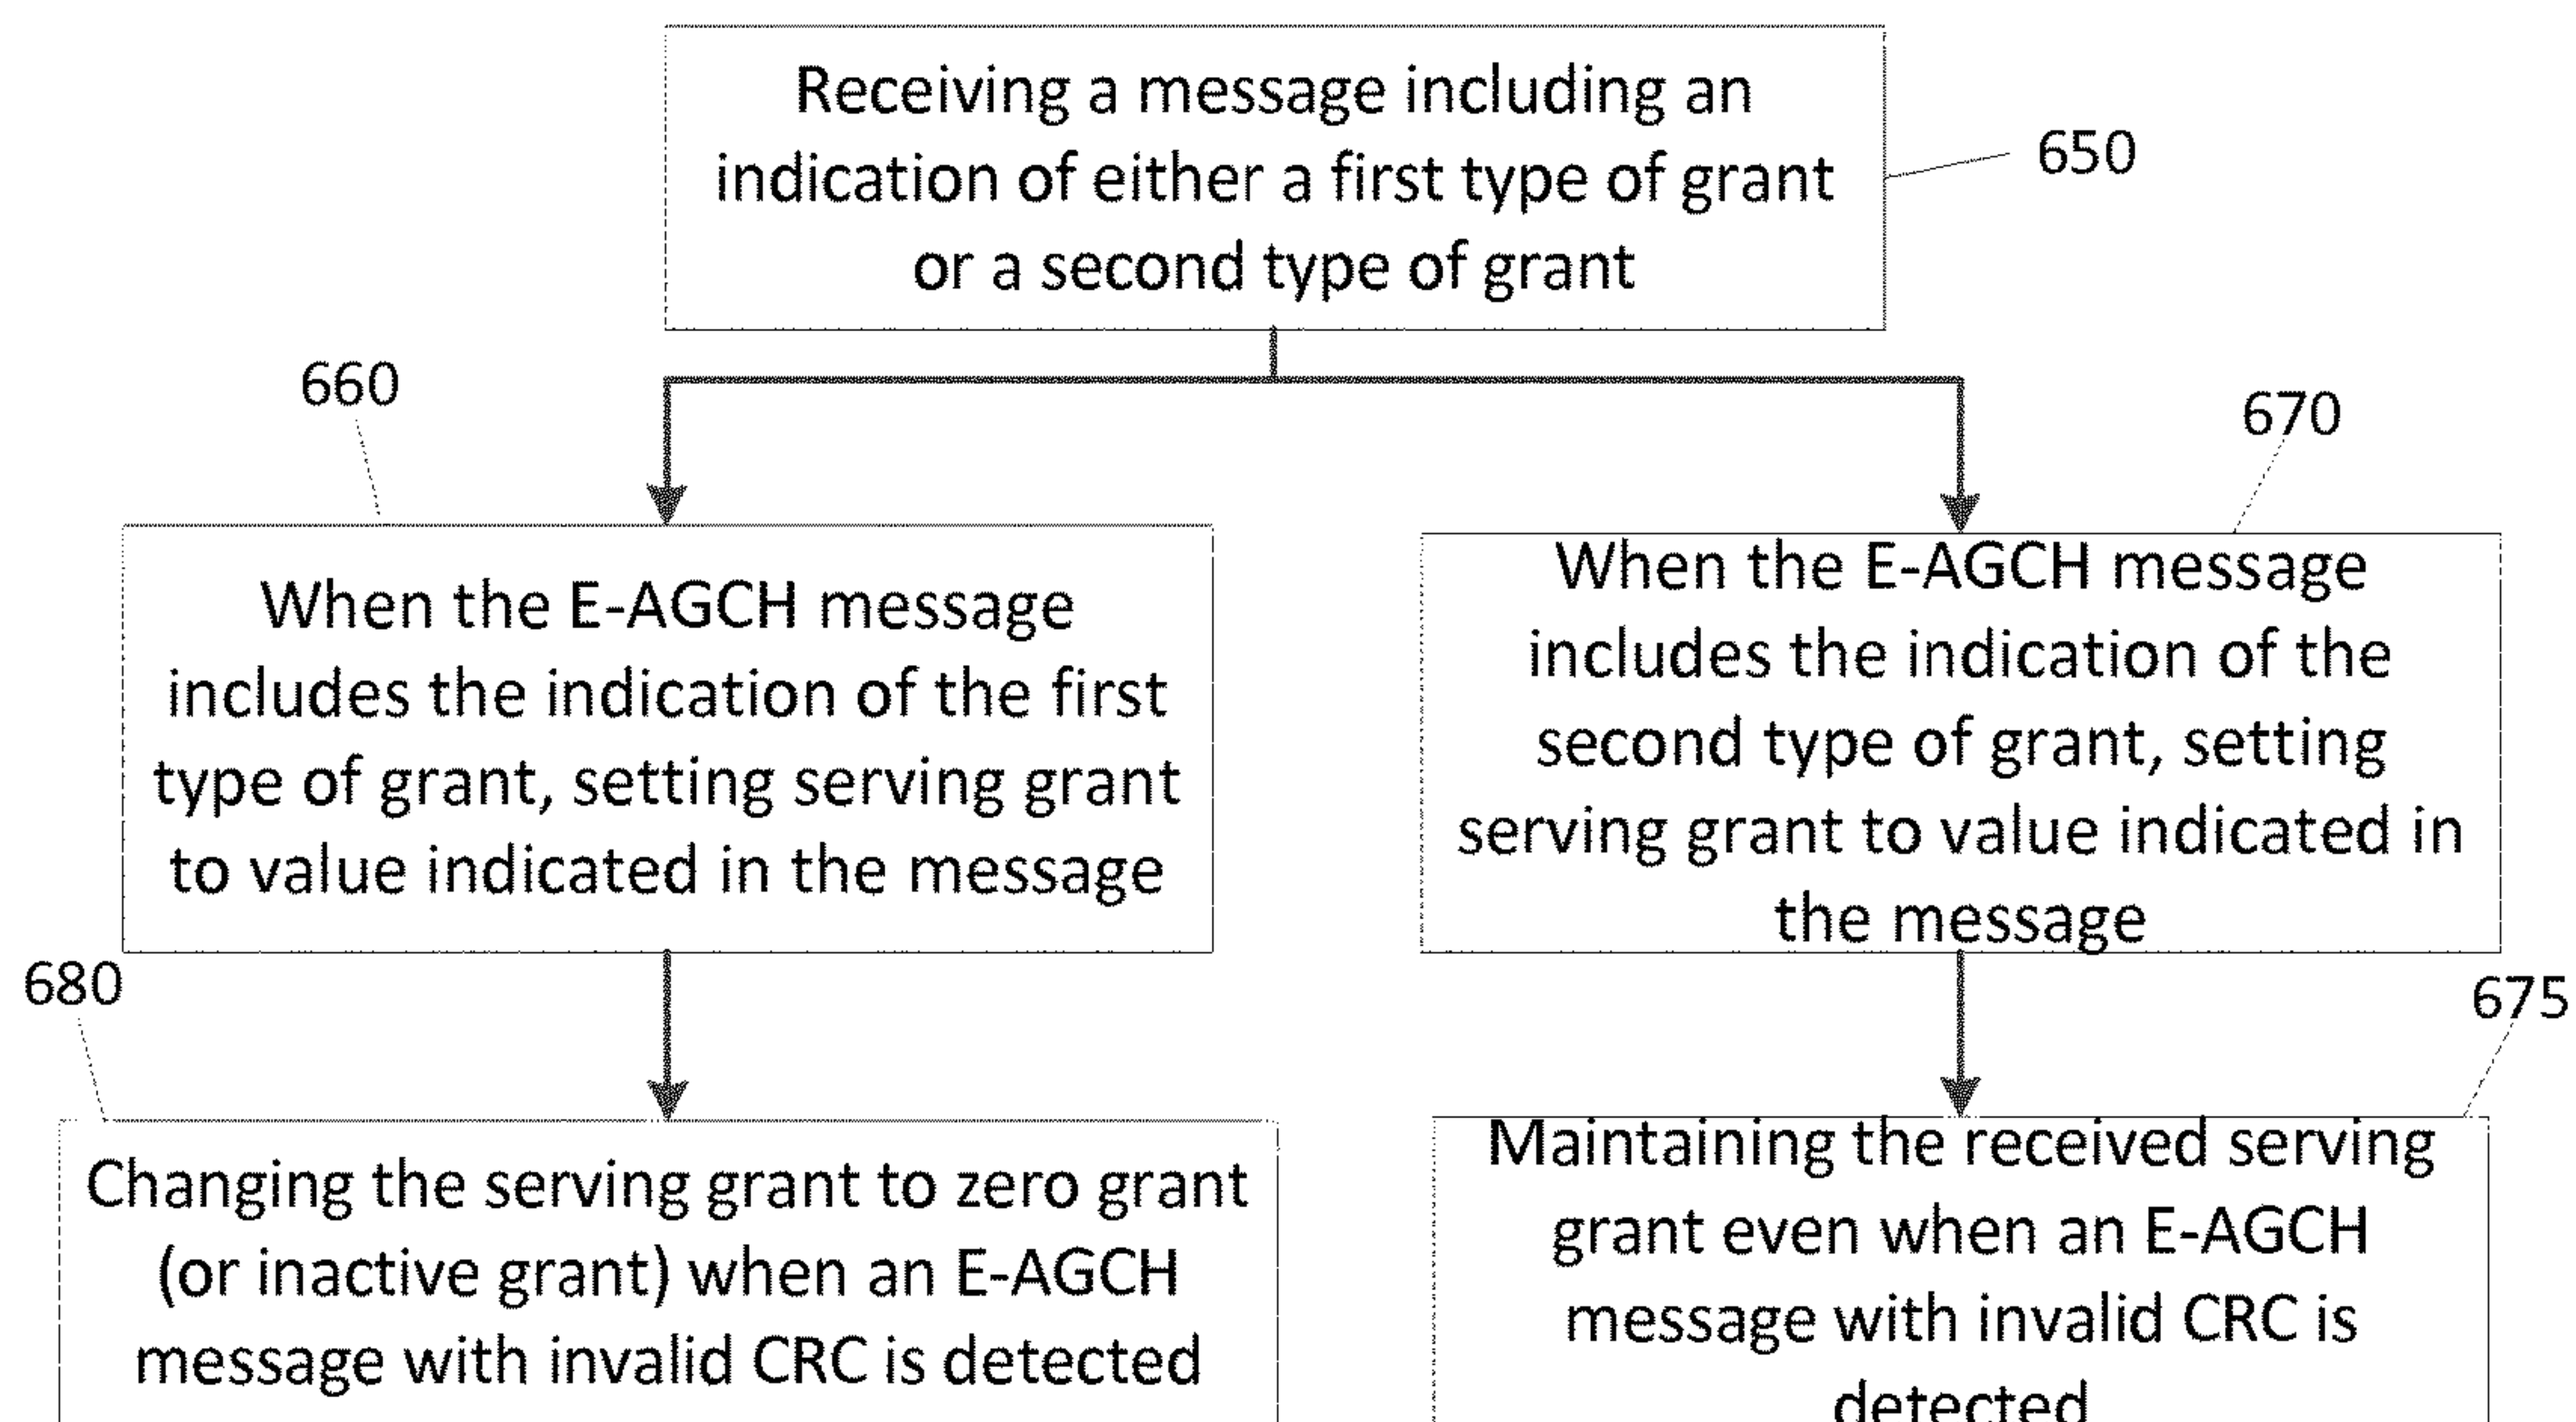 Receiving a message including an
indication of either a first type of grant
or a second type of grant
650
660
When the E-AGCH message
includes the indication of the first
type of grant, setting serving grant
to value indicated in the message
670
When the E-AGCH message
includes the indication of the
second type of grant, setting
serving grant to value indicated in
the message
680
Changing the serving grant to zero grant
(or inactive grant) when an E-AGCH
message with invalid CRC is detected
675
Maintaining the received serving
grant even when an E-AGCH
message with invalid CRC is
detected